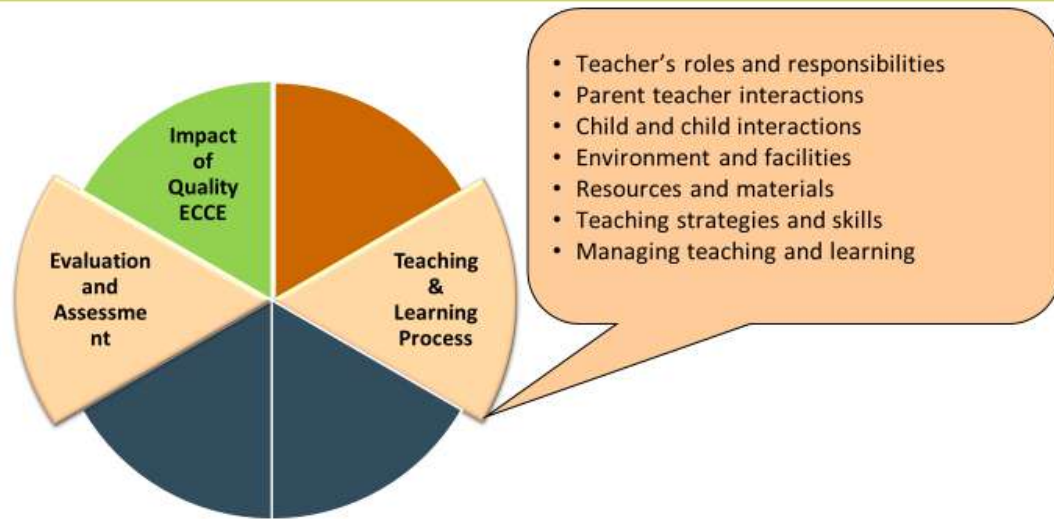 Impact
of
Quality
ECCE
Evaluation
and
Assessme
nt
Teaching
&
Learning
Process
• Teacher’s roles and responsibilities
• Parent teacher interactions
• Child and child interactions
• Environment and facilities
• Resources and materials
• Teaching strategies and skills
• Managing teaching and learning